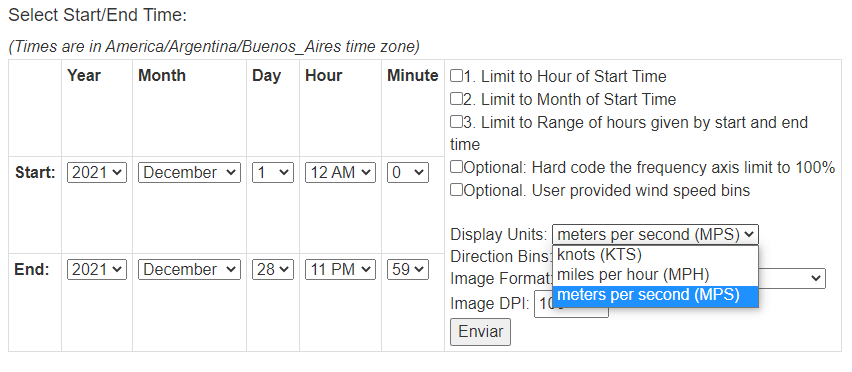 Select Start/End Time:
(Times are in America/Argentina/Buenos_Aires time zone)
Year Month Day Hour Minute
1. Limit to Hour of Start Time
2. Limit to Month of Start Time
3. Limit to Range of hours given by start and end
time
Optional: Hard code the frequency axis limit to 100%
Optional. User provided wind speed bins
Start: 2021 December 1 12 AM 0
Display Units: meters per second (MPS)
knots (KTS)
miles per hour (MPH)
meters per second (MPS)
Direction Bins:
Image Format:
Image DPI: 10
Enviar
End: 2021 December 28 11 PM 59